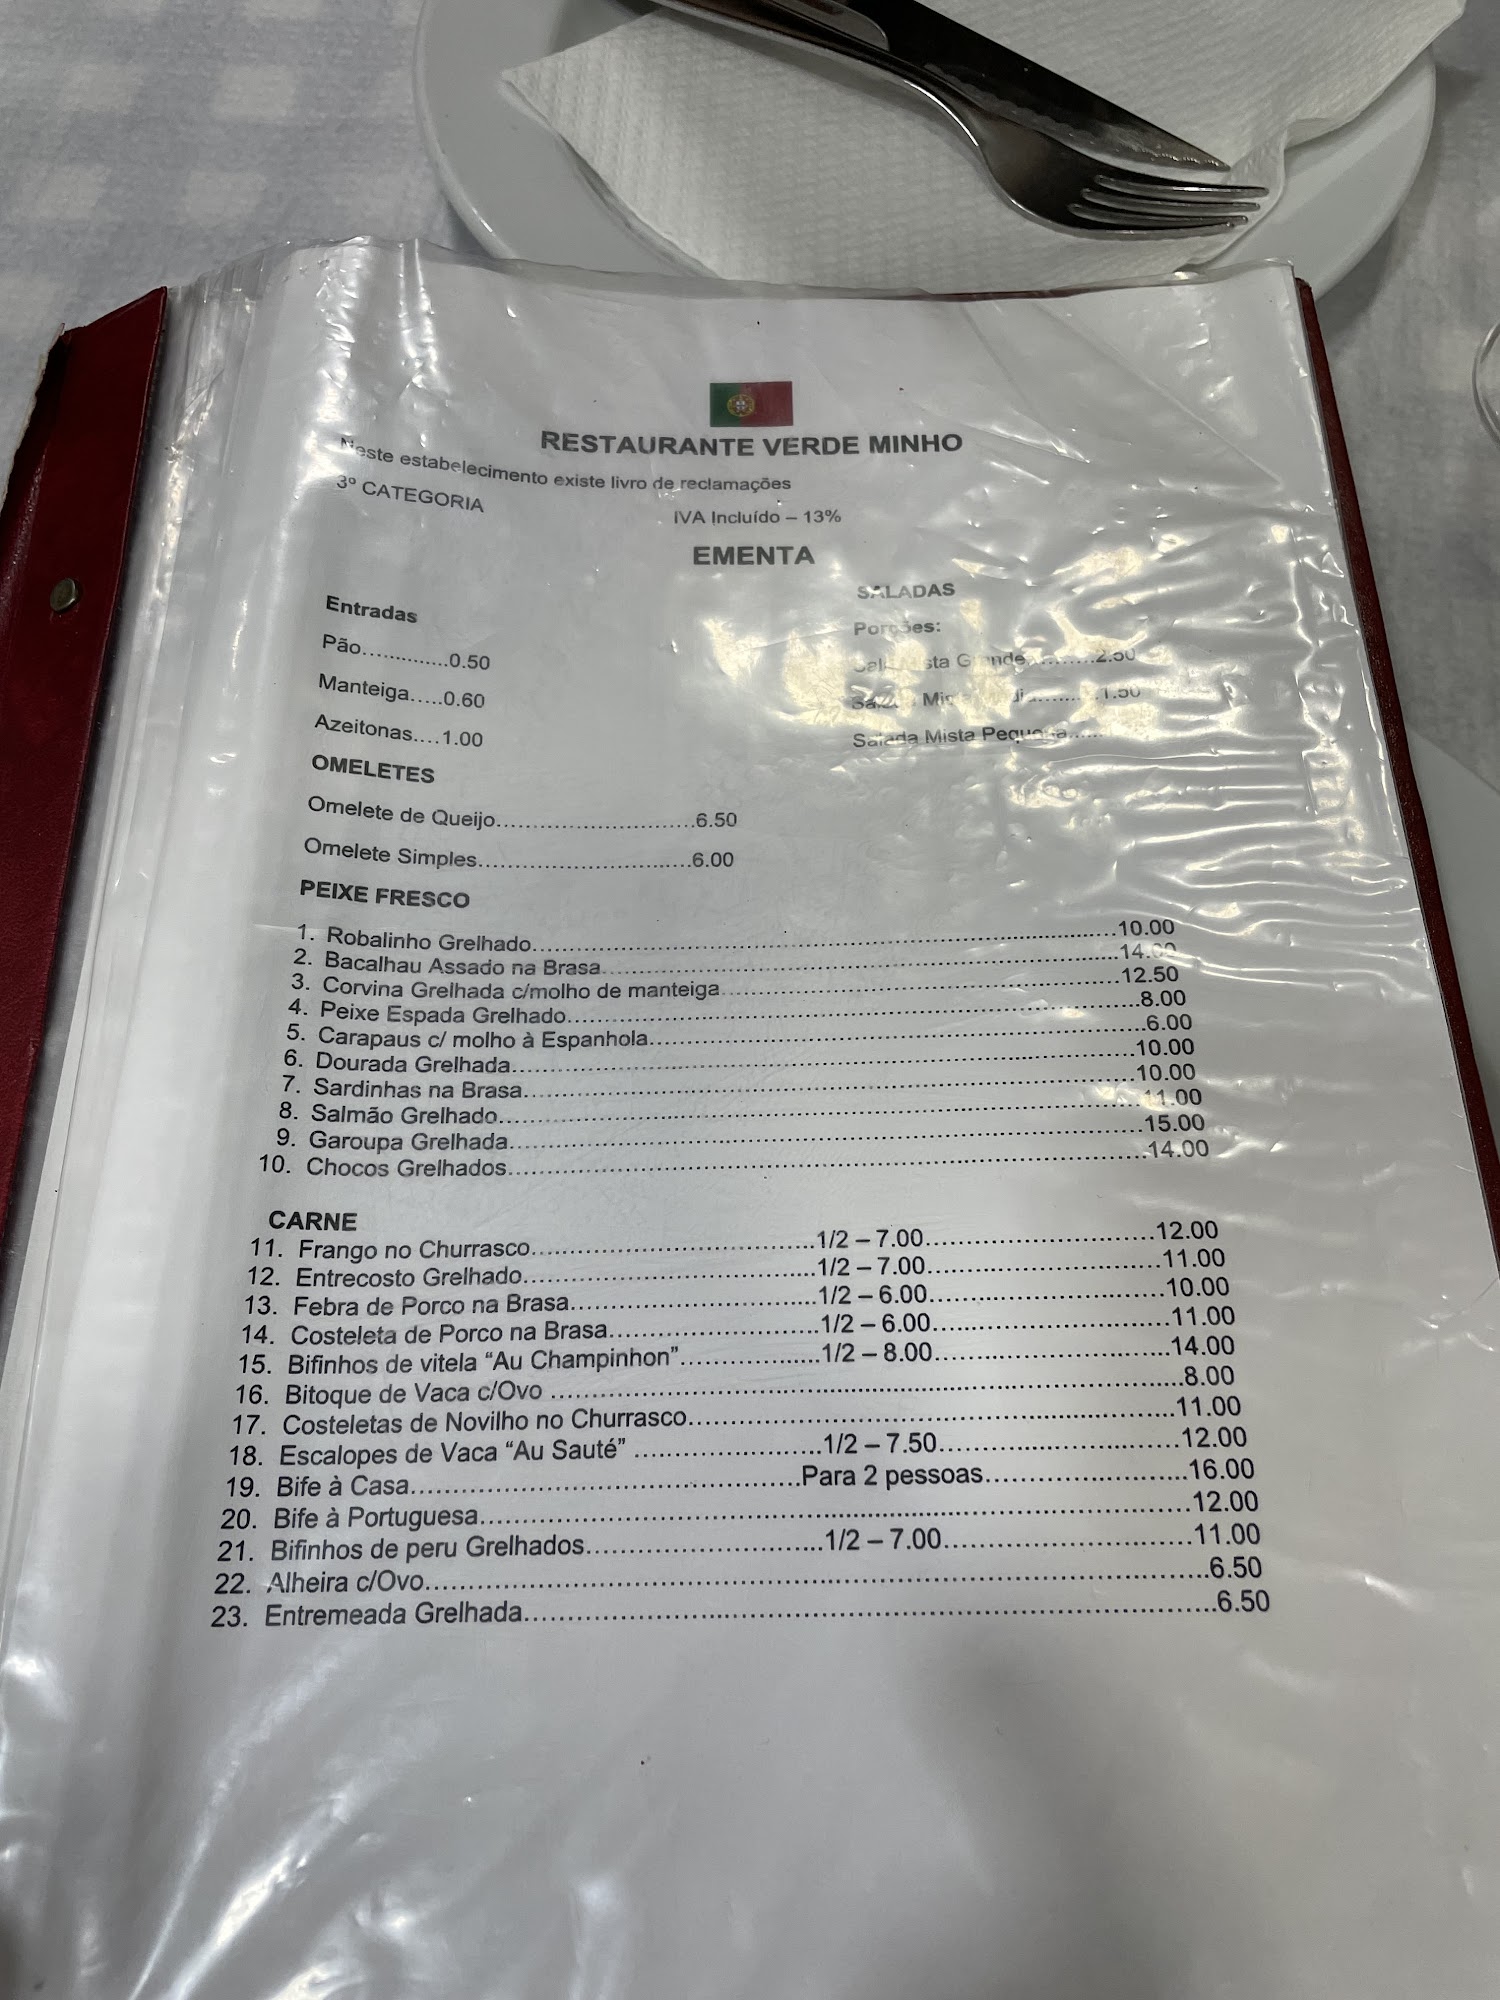 RESTAURANTE VERDE MINHO
Neste estabelecimento existe livro de reclamações
3º CATEGORIA
IVA Incluído – 13%
EMENTA
Entradas
Pão..............0.50
Manteiga.....0.60
Azeitonas....1.00
SALADAS
Porções:
Grande.........2.50
1.50
Salada Mista Pequena
OMELETES
Omelete de Queijo...........................6.50
Omelete Simples.............................6.00
PEIXE FRESCO
1. Robalinho Grelhado..........10.00
2. Bacalhau Assado na Brasa..........14.00
3. Corvina Grelhada c/molho de manteiga..........12.50
4. Peixe Espada Grelhado..........8.00
5. Carapaus c/ molho à Espanhola..........6.00
6. Dourada Grelhada..........10.00
7. Sardinhas na Brasa..........10.00
8. Salmão Grelhado..........11.00
9. Garoupa Grelhada..........15.00
10. Chocos Grelhados..........14.00
CARNE
11. Frango no Churrasco..........1/2 – 7.00..........12.00
12. Entrecosto Grelhado..........1/2 – 7.00..........11.00
13. Febra de Porco na Brasa..........1/2 – 6.00..........10.00
14. Costeleta de Porco na Brasa..........1/2 – 6.00..........11.00
15. Bifinhos de vitela “Au Champinhon”..........1/2 – 8.00..........14.00
16. Bitoque de Vaca c/Ovo ..........8.00
17. Costeletas de Novilho no Churrasco..........11.00
18. Escalopes de Vaca “Au Sauté” ..........1/2 – 7.50..........12.00
19. Bife à Casa..........Para 2 pessoas..........16.00
20. Bife à Portuguesa..........12.00
21. Bifinhos de peru Grelhados..........1/2 – 7.00..........11.00
22. Alheira c/Ovo..........6.50
23. Entremeada Grelhada..........6.50